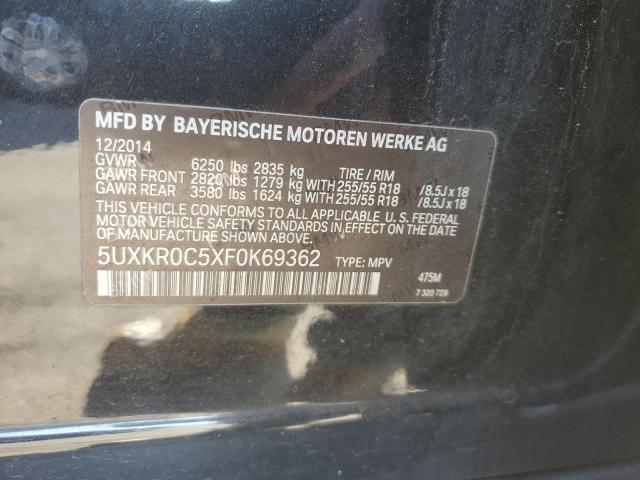 MFD BY BAYERISCHE MOTOREN WERKE AG
12/2014
GVWR 6250 lbs 2835 kg TIRE / RIM
GAWR FRONT 2820 lbs 1279 kg WITH 255/55 R18 / 8.5J x 18
GAWR REAR 3580 lbs 1624 kg WITH 255/55 R18 / 8.5J x 18
THIS VEHICLE CONFORMS TO ALL APPLICABLE U. S. FEDERAL
MOTOR VEHICLE SAFETY STANDARDS IN EFFECT ON THE DATE
OF MANUFACTURE SHOWN ABOVE.
5UXKR0C5XF0K69362 TYPE: MPV
475M
7 320 729